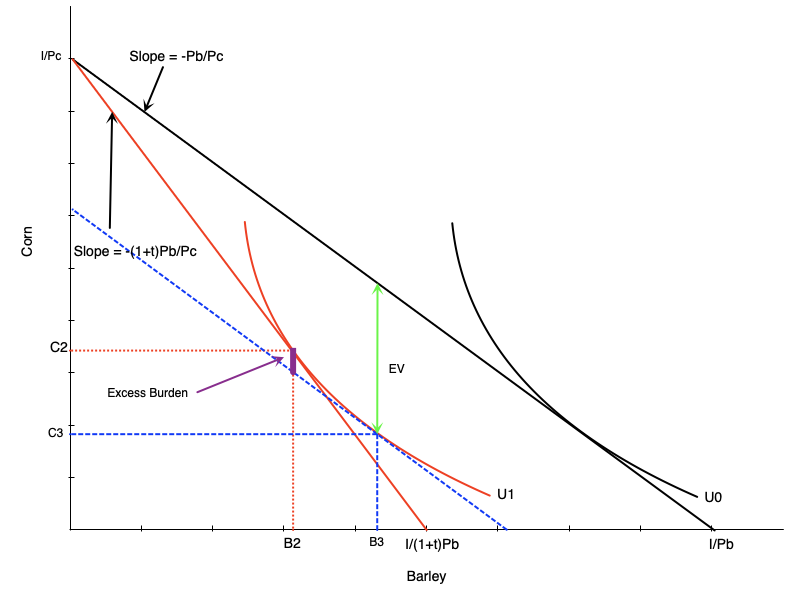 I/Pc
Slope = -Pb/Pc
Corn
Slope = -(1+t)Pb/Pc
C2
EV
Excess Burden
C3
U1
U0
B2
B3
I/(1+t)Pb
I/Pb
Barley